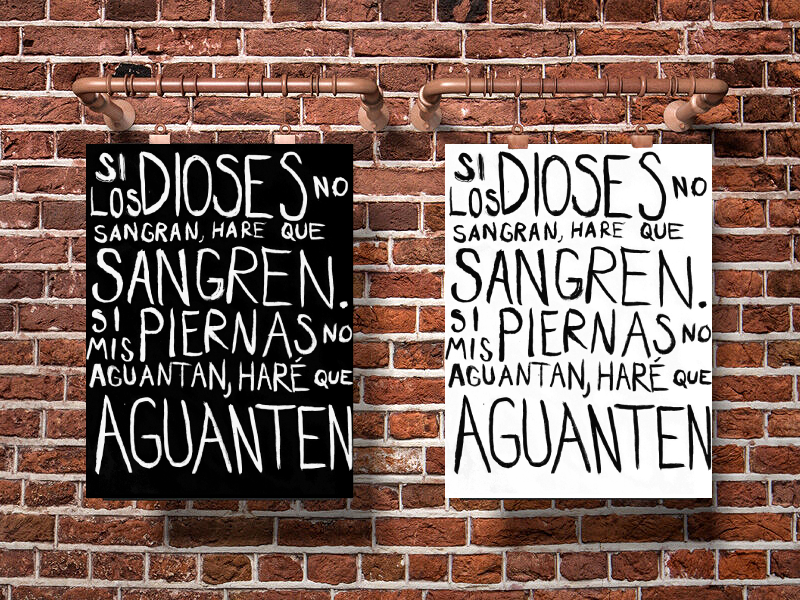 SI LOS DIOSES NO
SANGRAN, HARE QUE
SANGREN.
SI MIS PIERNAS NO
AGUANTAN, HARÉ QUE
AGUANTEN
SI LOS DIOSES NO
SANGRAN, HARE QUE
SANGREN.
SI MIS PIERNAS NO
AGUANTAN, HARÉ QUE
AGUANTEN